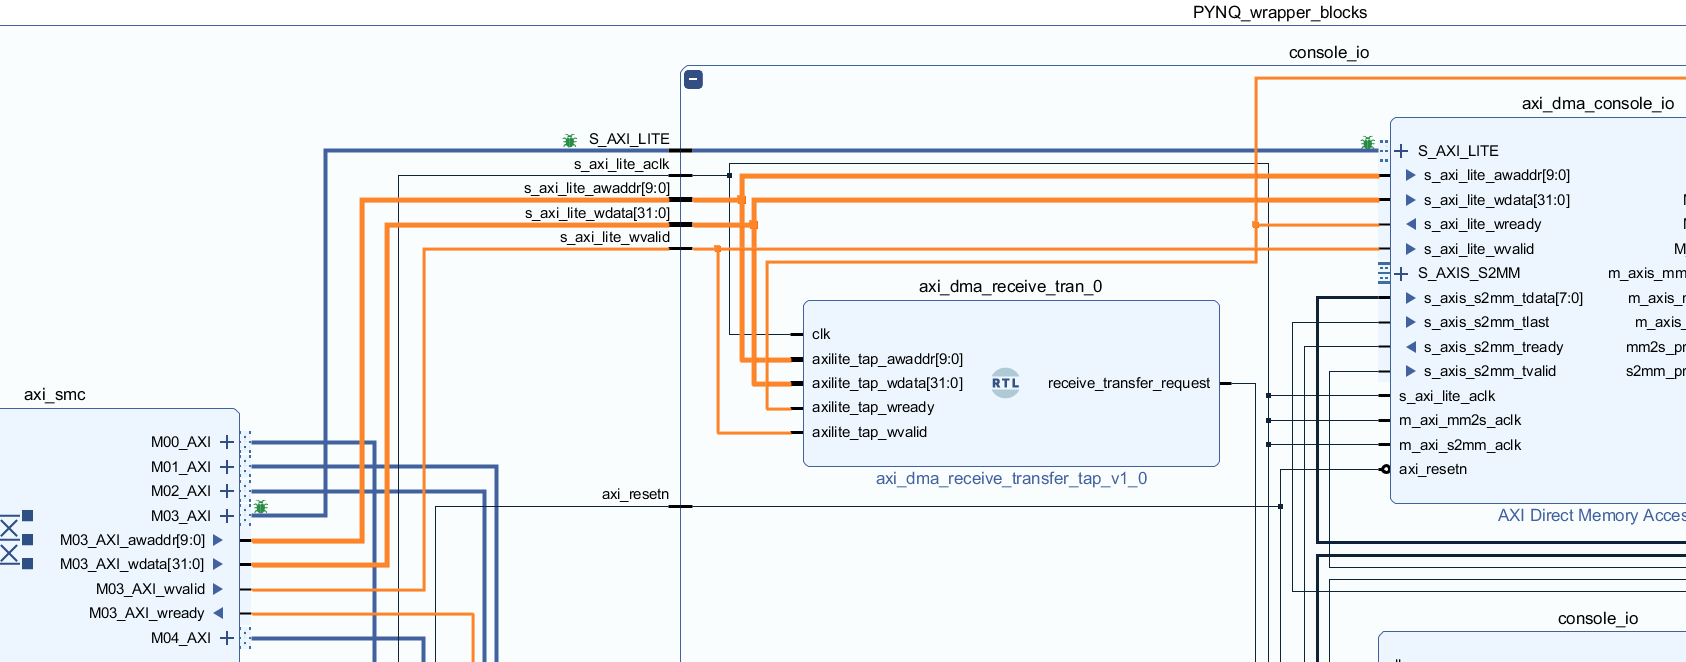 PYNQ_wrapper_blocks
console_io
axi_dma_console_io
S_AXI_LITE
s_axi_lite_aclk
s_axi_lite_awaddr[9:0]
s_axi_lite_wdata[31:0]
s_axi_lite_wvalid
axi_resetn
S_AXI_LITE
s_axi_lite_awaddr[9:0]
s_axi_lite_wdata[31:0]
s_axi_lite_wready
s_axi_lite_wvalid
S_AXIS_S2MM
s_axis_s2mm_tdata[7:0]
s_axis_s2mm_tlast
s_axis_s2mm_tready
s_axis_s2mm_tvalid
s_axi_lite_aclk
m_axi_mm2s_aclk
m_axi_s2mm_aclk
axi_resetn
M
m_axis_mm
m_axis_r
m_axis_
mm2s_pr
s2mm_pr
AXI Direct Memory Acces
axi_dma_receive_tran_0
clk
axilite_tap_awaddr[9:0]
axilite_tap_wdata[31:0]
axilite_tap_wready
axilite_tap_wvalid
RTL
receive_transfer_request
axi_dma_receive_transfer_tap_v1_0
axi_smc
M00_AXI
M01_AXI
M02_AXI
M03_AXI
M03_AXI_awaddr[9:0]
M03_AXI_wdata[31:0]
M03_AXI_wvalid
M03_AXI_wready
M04_AXI
console_io